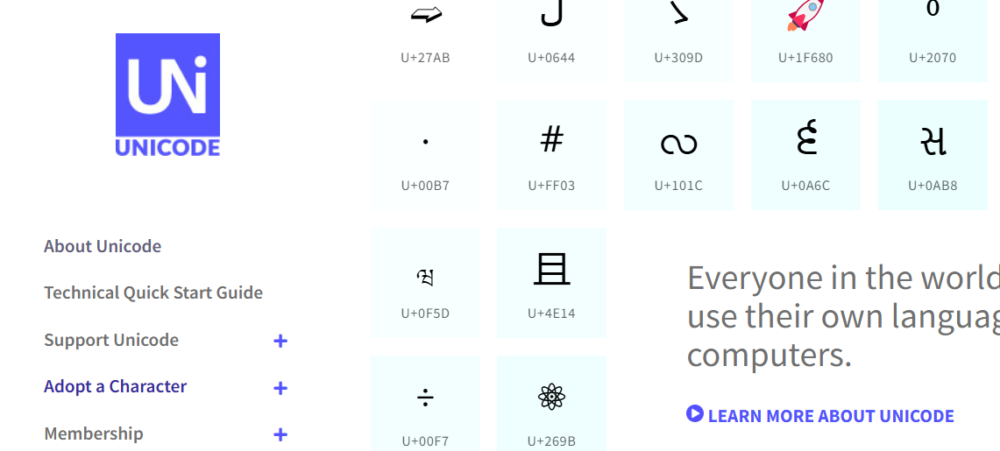 ➫ ل ゝ 🚀 ⁰
U+27AB U+0644 U+309D U+1F680 U+2070
UNi
UNICODE
· # လ ੬ સ
U+00B7 U+FF03 U+101C U+0A6C U+0AB8
About Unicode
Technical Quick Start Guide
Support Unicode +
Adopt a Character +
Membership +
ཝ 且
U+0F5D U+4E14
÷ ⚛
U+00F7 U+269B
Everyone in the world
use their own languag
computers.
LEARN MORE ABOUT UNICODE